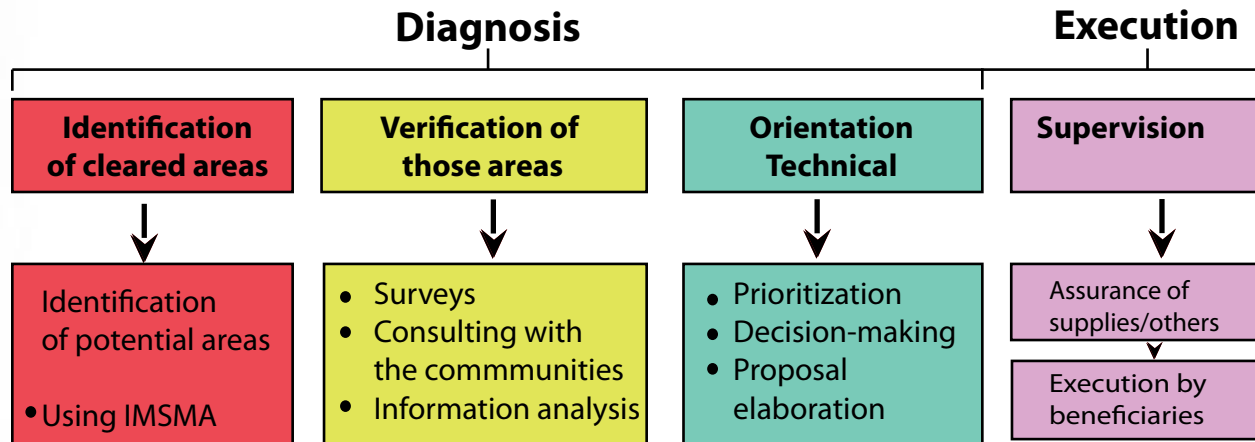 Diagnosis
Execution
Identification
of cleared areas
Verification of
those areas
Orientation
Technical
Supervision
Identification
of potential areas
• Using IMSMA
• Surveys
• Consulting with
the commmunities
• Information analysis
• Prioritization
• Decision-making
• Proposal
elaboration
Assurance of
supplies/others
Execution by
beneficiaries